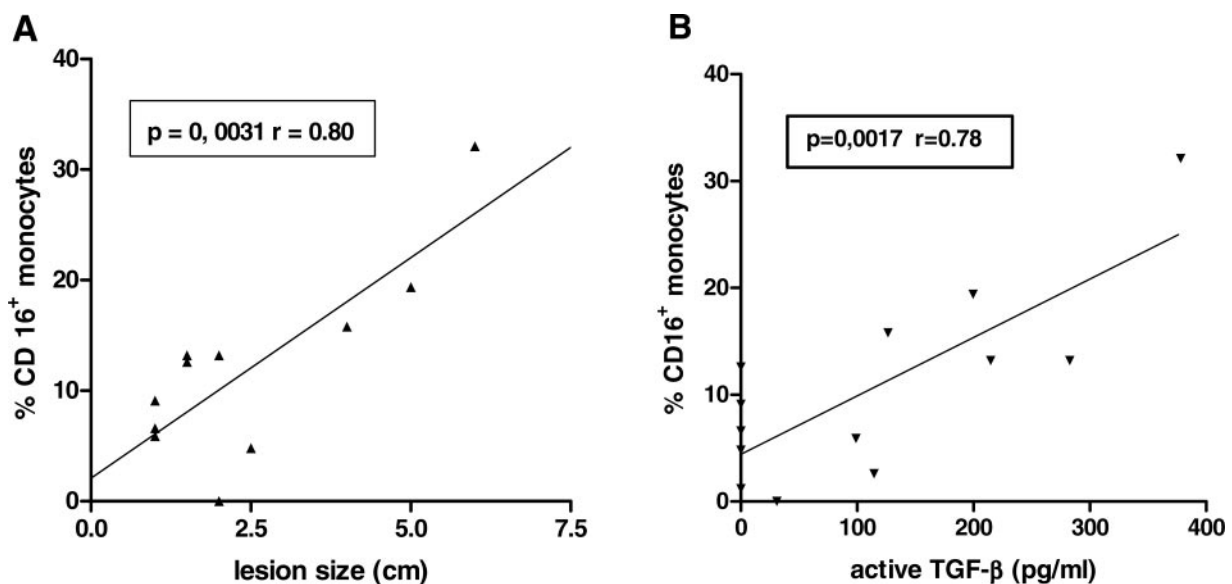 A
% CD 16+ monocytes
40
30
20
10
0
p = 0, 0031 r = 0.80
0.0
2.5
5.0
7.5
lesion size (cm)
B
% CD16+ monocytes
40
30
20
10
0
p=0,0017 r=0.78
0
100
200
300
400
active TGF-β (pg/ml)